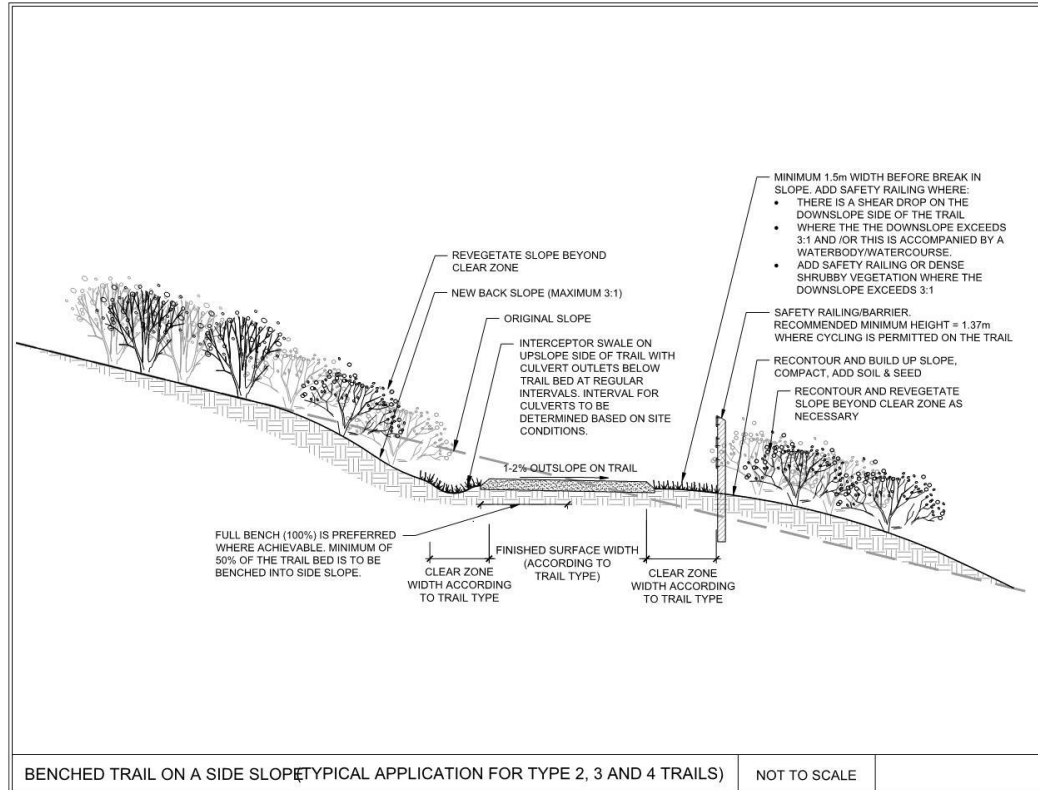 MINIMUM 1.5m WIDTH BEFORE BREAK IN
SLOPE. ADD SAFETY RAILING WHERE:
• THERE IS A SHEAR DROP ON THE
DOWNSLOPE SIDE OF THE TRAIL
• WHERE THE THE DOWNSLOPE EXCEEDS
3:1 AND /OR THIS IS ACCOMPANIED BY A
WATERBODY/WATERCOURSE.
• ADD SAFETY RAILING OR DENSE
SHRUBBY VEGETATION WHERE THE
DOWNSLOPE EXCEEDS 3:1
REVEGETATE SLOPE BEYOND
CLEAR ZONE
NEW BACK SLOPE (MAXIMUM 3:1)
ORIGINAL SLOPE
SAFETY RAILING/BARRIER.
RECOMMENDED MINIMUM HEIGHT = 1.37m
WHERE CYCLING IS PERMITTED ON THE TRAIL
INTERCEPTOR SWALE ON
UPSLOPE SIDE OF TRAIL WITH
CULVERT OUTLETS BELOW
TRAIL BED AT REGULAR
INTERVALS. INTERVAL FOR
CULVERTS TO BE
DETERMINED BASED ON SITE
CONDITIONS.
RECONTOUR AND BUILD UP SLOPE,
COMPACT, ADD SOIL & SEED
RECONTOUR AND REVEGETATE
SLOPE BEYOND CLEAR ZONE AS
NECESSARY
1-2% OUTSLOPE ON TRAIL
FULL BENCH (100%) IS PREFERRED
WHERE ACHIEVABLE. MINIMUM OF
50% OF THE TRAIL BED IS TO BE
BENCHED INTO SIDE SLOPE.
CLEAR ZONE
WIDTH ACCORDING
TO TRAIL TYPE
FINISHED SURFACE WIDTH
(ACCORDING TO
TRAIL TYPE)
CLEAR ZONE
WIDTH ACCORDING
TO TRAIL TYPE
BENCHED TRAIL ON A SIDE SLOPE (TYPICAL APPLICATION FOR TYPE 2, 3 AND 4 TRAILS)
NOT TO SCALE